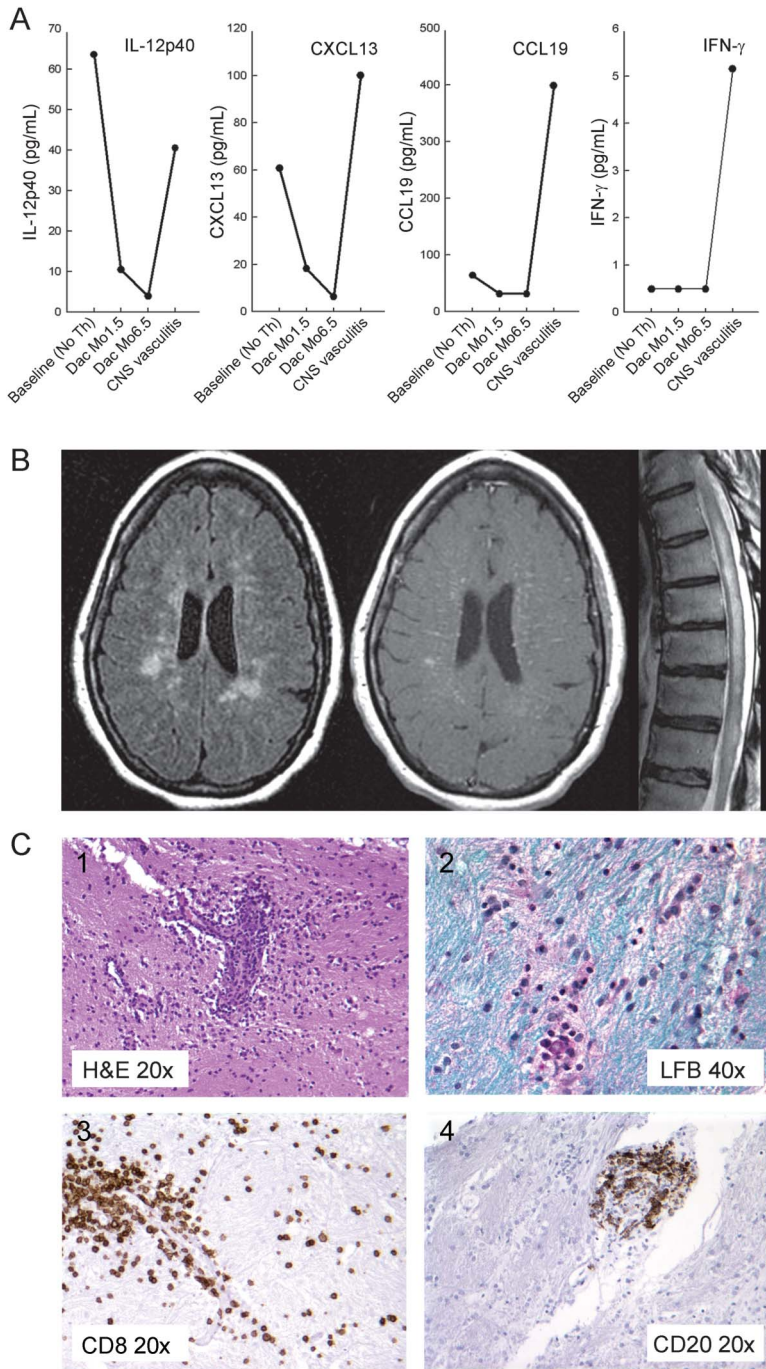 A
IL-12p40
IL-12p40 (pg/mL)
70
60
50
40
30
20
10
0
Baseline (No Th)
Dac Mo1.5
Dac Mo6.5
CNS vasculitis
CXCL13
CXCL13 (pg/mL)
120
100
80
60
40
20
0
Baseline (No Th)
Dac Mo1.5
Dac Mo6.5
CNS vasculitis
CCL19
CCL19 (pg/mL)
500
400
300
200
100
0
Baseline (No Th)
Dac Mo1.5
Dac Mo6.5
CNS vasculitis
IFN-γ
IFN-γ (pg/mL)
6
5
4
3
2
1
0
Baseline (No Th)
Dac Mo1.5
Dac Mo6.5
CNS vasculitis
B
C
1
H&E 20x
2
LFB 40x
3
CD8 20x
4
CD20 20x